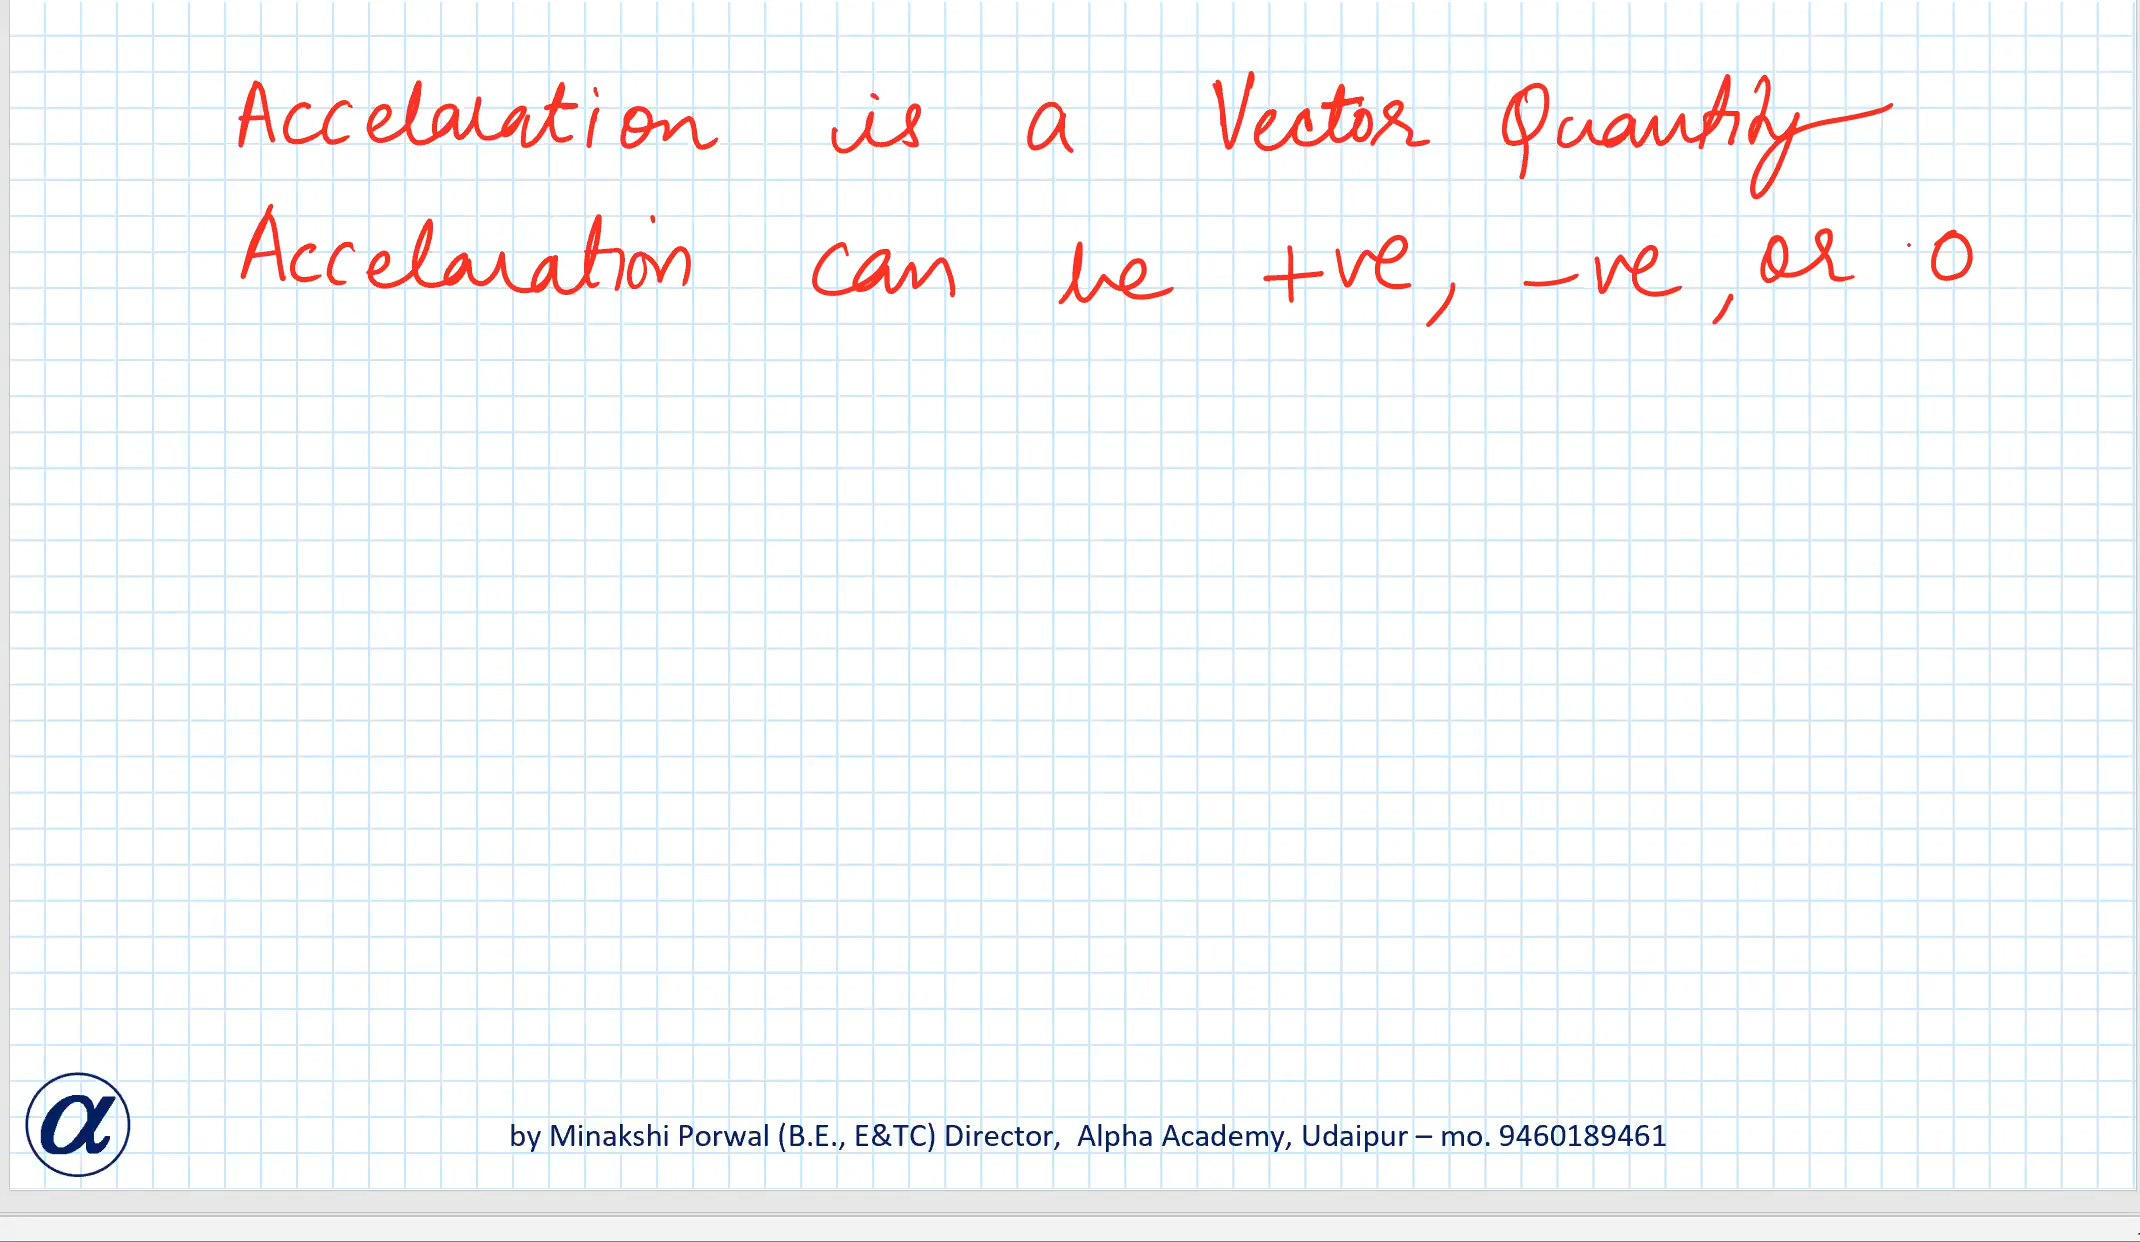 Accelaration is a Vector Quantity
Accelaration can be +ve, -ve, or 0
α
by Minakshi Porwal (B.E., E&TC) Director, Alpha Academy, Udaipur – mo. 9460189461